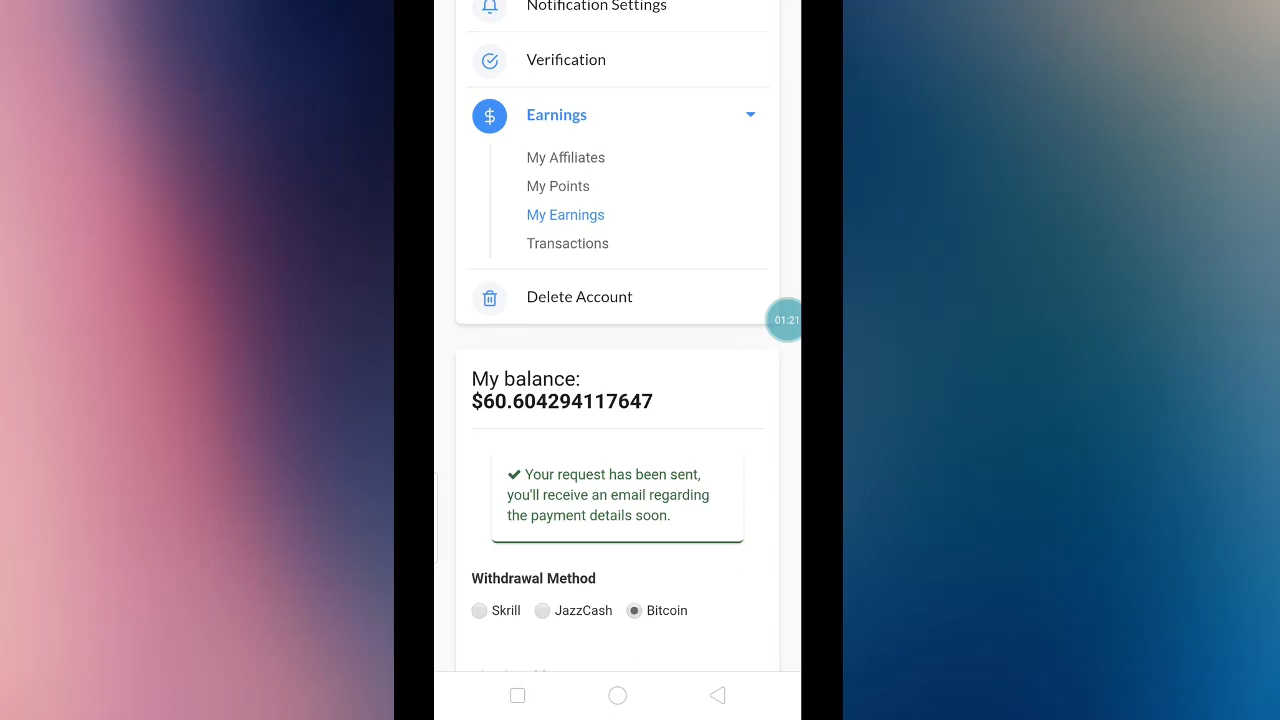 Notification Settings
Verification
Earnings
My Affiliates
My Points
My Earnings
Transactions
Delete Account
01:21
My balance:
$60.604294117647
Your request has been sent,
you'll receive an email regarding
the payment details soon.
Withdrawal Method
Skrill JazzCash Bitcoin